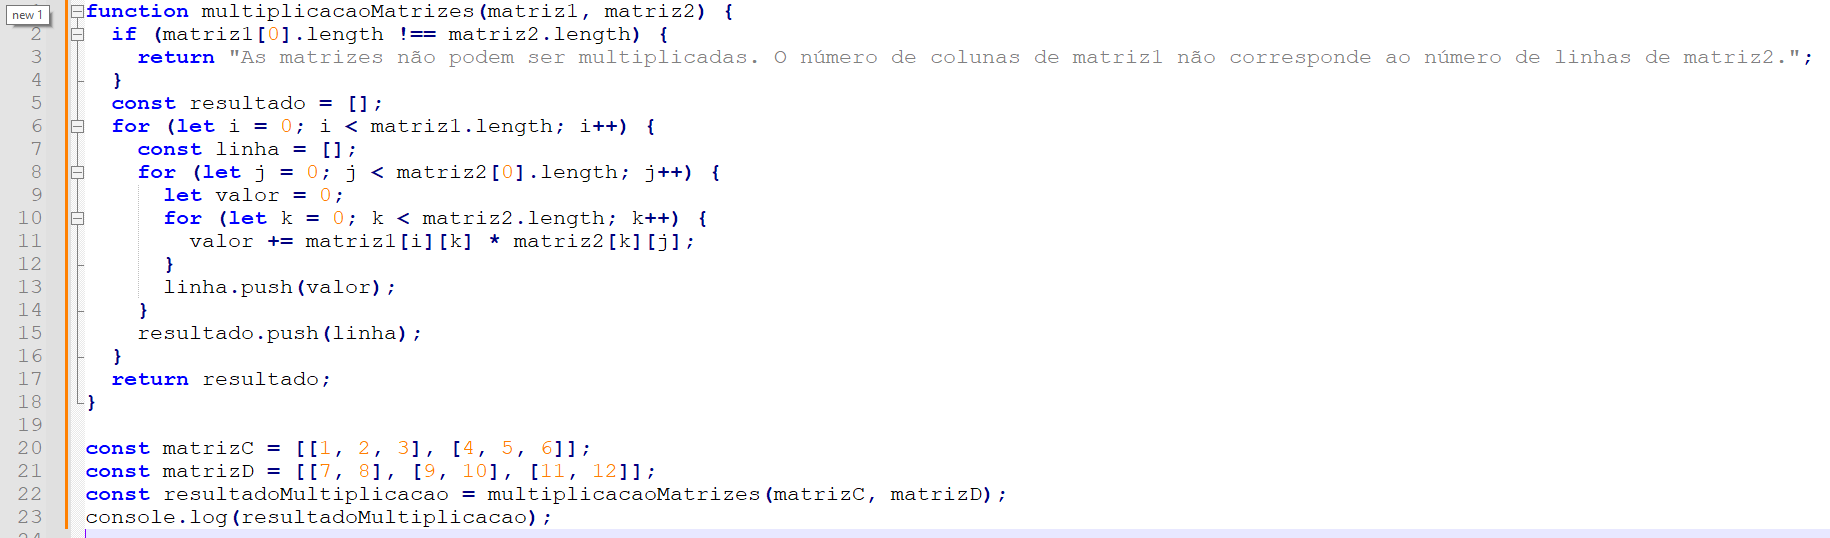 new 1
function multiplicacaoMatrizes(matriz1, matriz2) {
2   if (matriz1[0].length !== matriz2.length) {
3     return "As matrizes não podem ser multiplicadas. O número de colunas de matriz1 não corresponde ao número de linhas de matriz2.";
4   }
5   const resultado = [];
6   for (let i = 0; i < matriz1.length; i++) {
7     const linha = [];
8     for (let j = 0; j < matriz2[0].length; j++) {
9       let valor = 0;
10       for (let k = 0; k < matriz2.length; k++) {
11         valor += matriz1[i][k] * matriz2[k][j];
12       }
13       linha.push(valor);
14     }
15     resultado.push(linha);
16   }
17   return resultado;
18 }
19
20 const matrizC = [[1, 2, 3], [4, 5, 6]];
21 const matrizD = [[7, 8], [9, 10], [11, 12]];
22 const resultadoMultiplicacao = multiplicacaoMatrizes(matrizC, matrizD);
23 console.log(resultadoMultiplicacao);